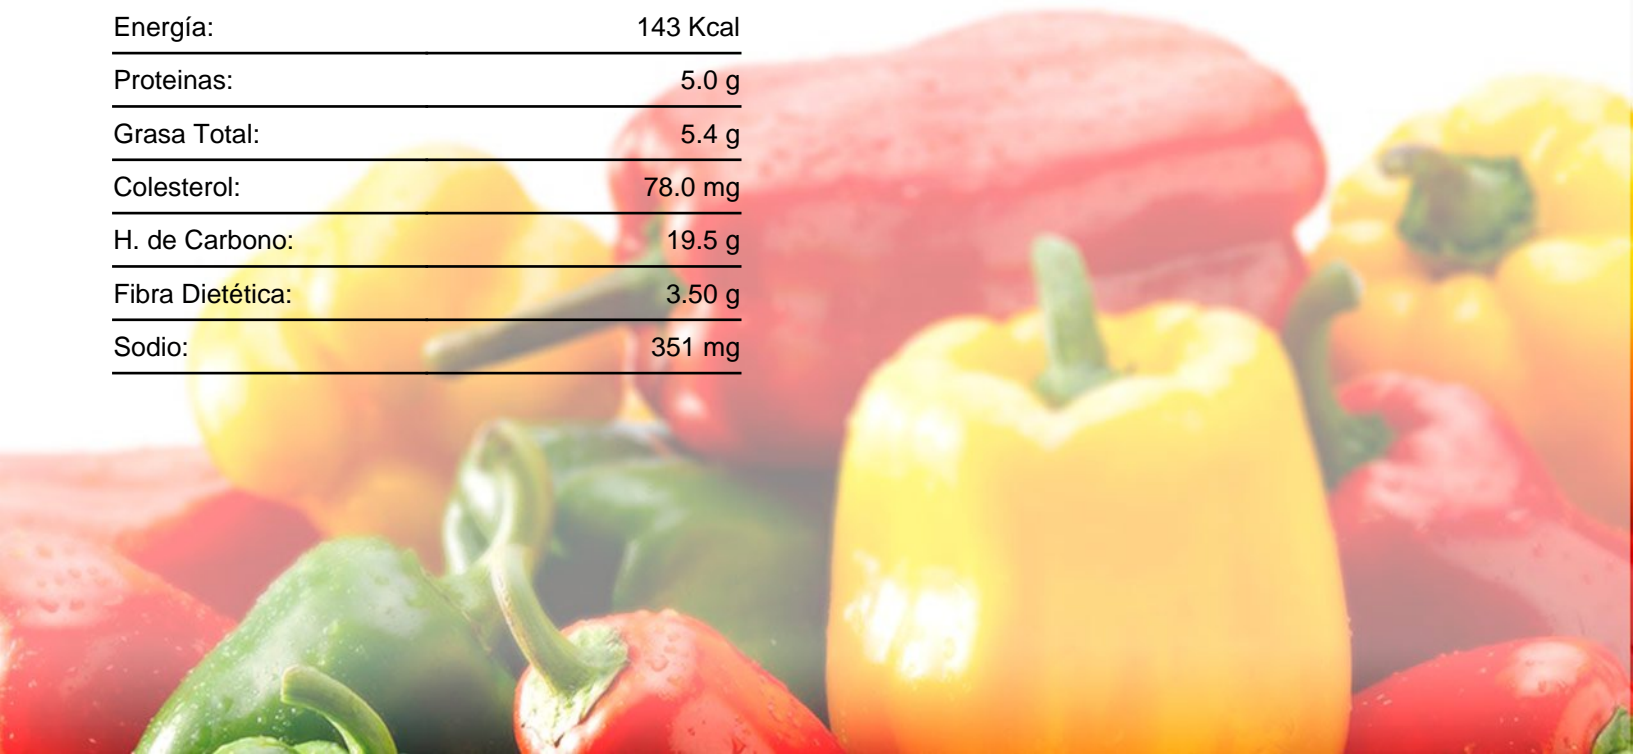 Energía: 143 Kcal
Proteinas: 5.0 g
Grasa Total: 5.4 g
Colesterol: 78.0 mg
H. de Carbono: 19.5 g
Fibra Dietética: 3.50 g
Sodio: 351 mg